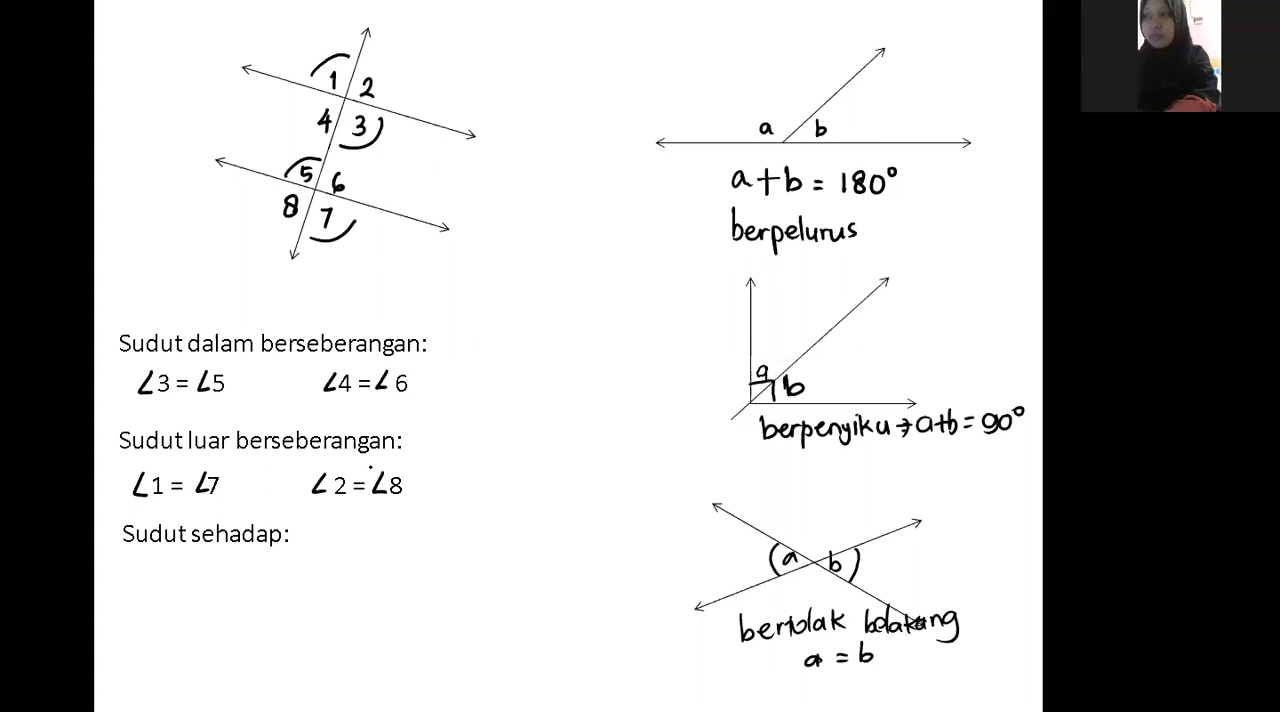 1 2
4 3
5 6
8 7
Sudut dalam berseberangan:
∠3 = ∠5 ∠4 = ∠6
Sudut luar berseberangan:
∠1 = ∠7 ∠2 = ∠8
Sudut sehadap:
a b
a + b = 180°
berpelurus
a
b
berpenyiku → a+b = 90°
a b
bertolak belakang
a = b